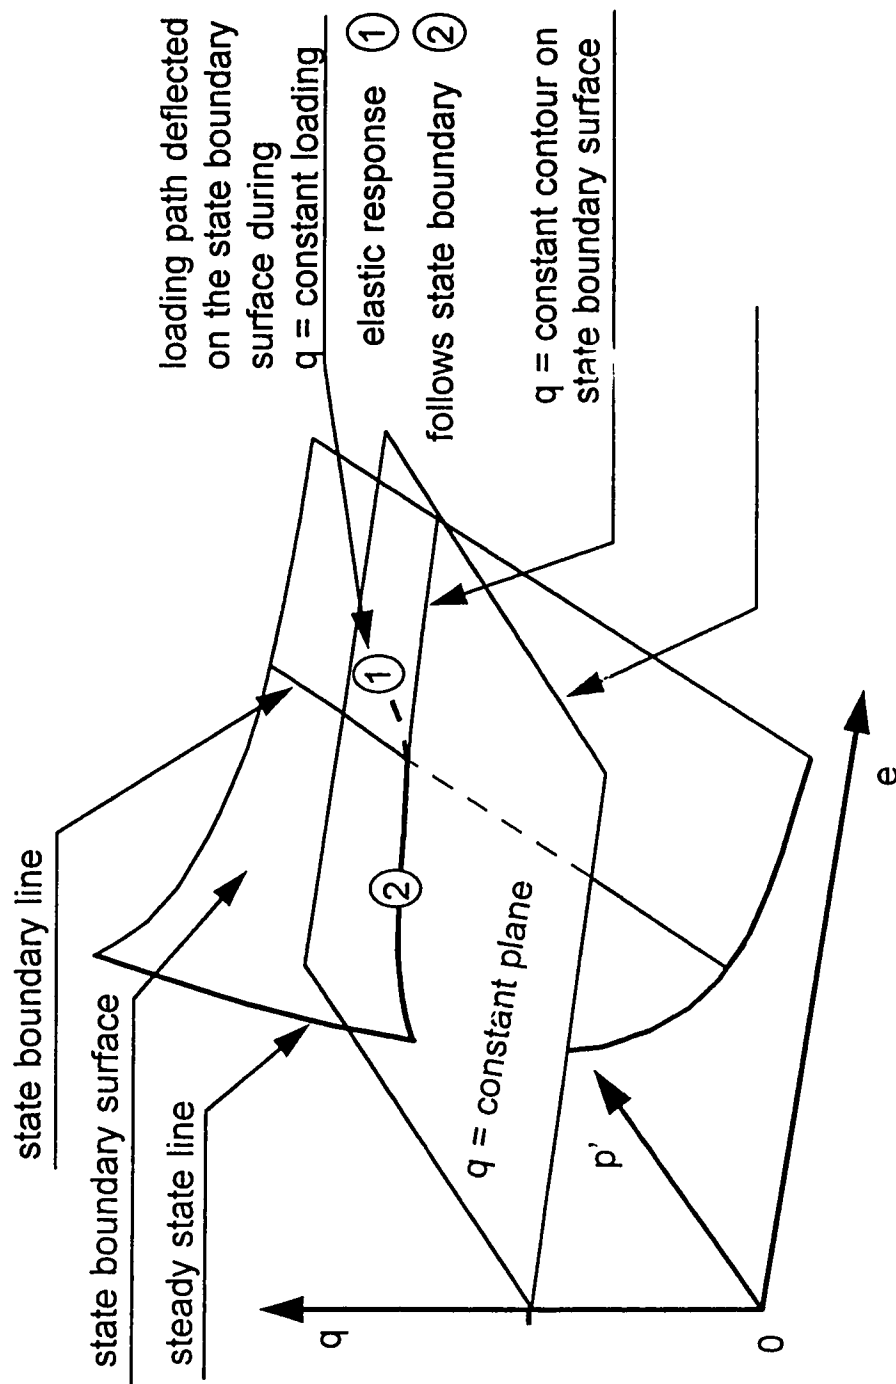 state boundary line
state boundary surface
steady state line
loading path deflected
on the state boundary
surface during
q = constant loading
elastic response 1
follows state boundary 2
q = constant contour on
state boundary surface
1
2
q = constant plane
q
p'
0
e